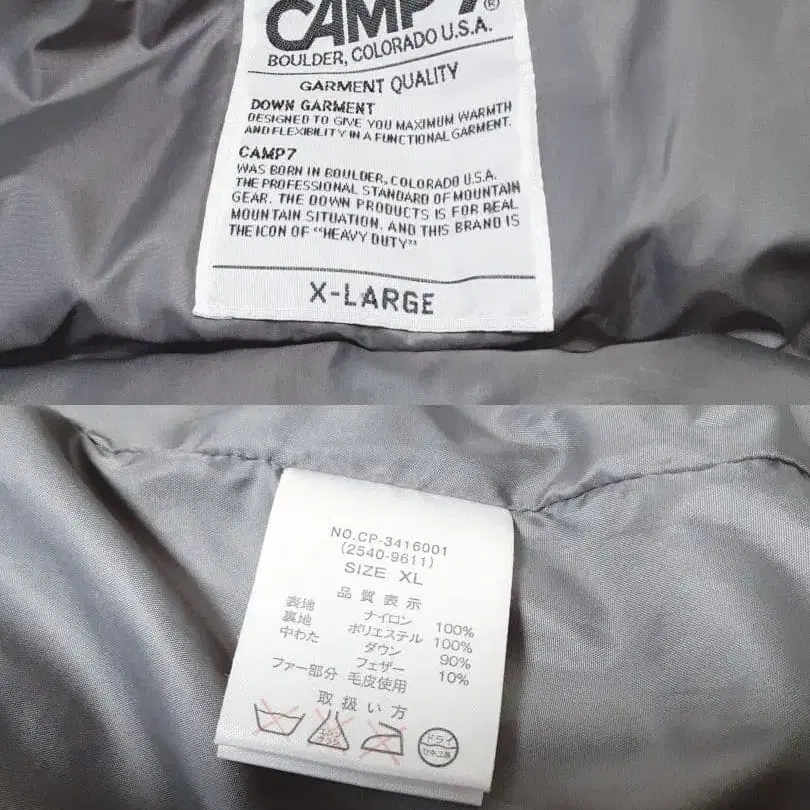 CAMP 7®
BOULDER, COLORADO U.S.A.
GARMENT QUALITY
DOWN GARMENT
DESIGNED TO GIVE YOU MAXIMUM WARMTH
AND FLEXIBILITY IN A FUNCTIONAL GARMENT.
CAMP7
WAS BORN IN BOULDER, COLORADO U.S.A.
THE PROFESSIONAL STANDARD OF MOUNTAIN
GEAR. THE DOWN PRODUCTS IS FOR REAL
MOUNTAIN SITUATION. AND THIS BRAND IS
THE ICON OF "HEAVY DUTY"
X-LARGE
NO.CP-3416001
(2540-9611)
SIZE XL
品質表示
表地 ナイロン 100%
裏地 ポリエステル 100%
中わた ダウン 90%
フェザー 10%
ファー部分 毛皮使用
取扱い方
ドライ